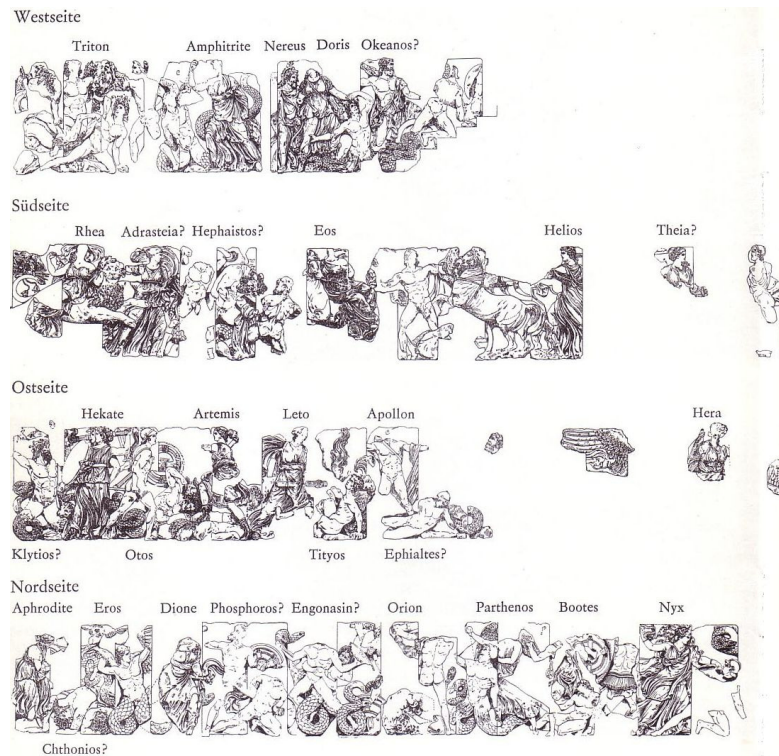 Westseite
Triton Amphitrite Nereus Doris Okeanos?
Südseite
Rhea Adrasteia? Hephaistos? Eos Helios Theia?
Ostseite
Hekate Artemis Leto Apollon Hera
Klytios? Otos Tityos Ephialtes?
Nordseite
Aphrodite Eros Dione Phosphoros? Engonasin? Orion Parthenos Bootes Nyx
Chthonios?